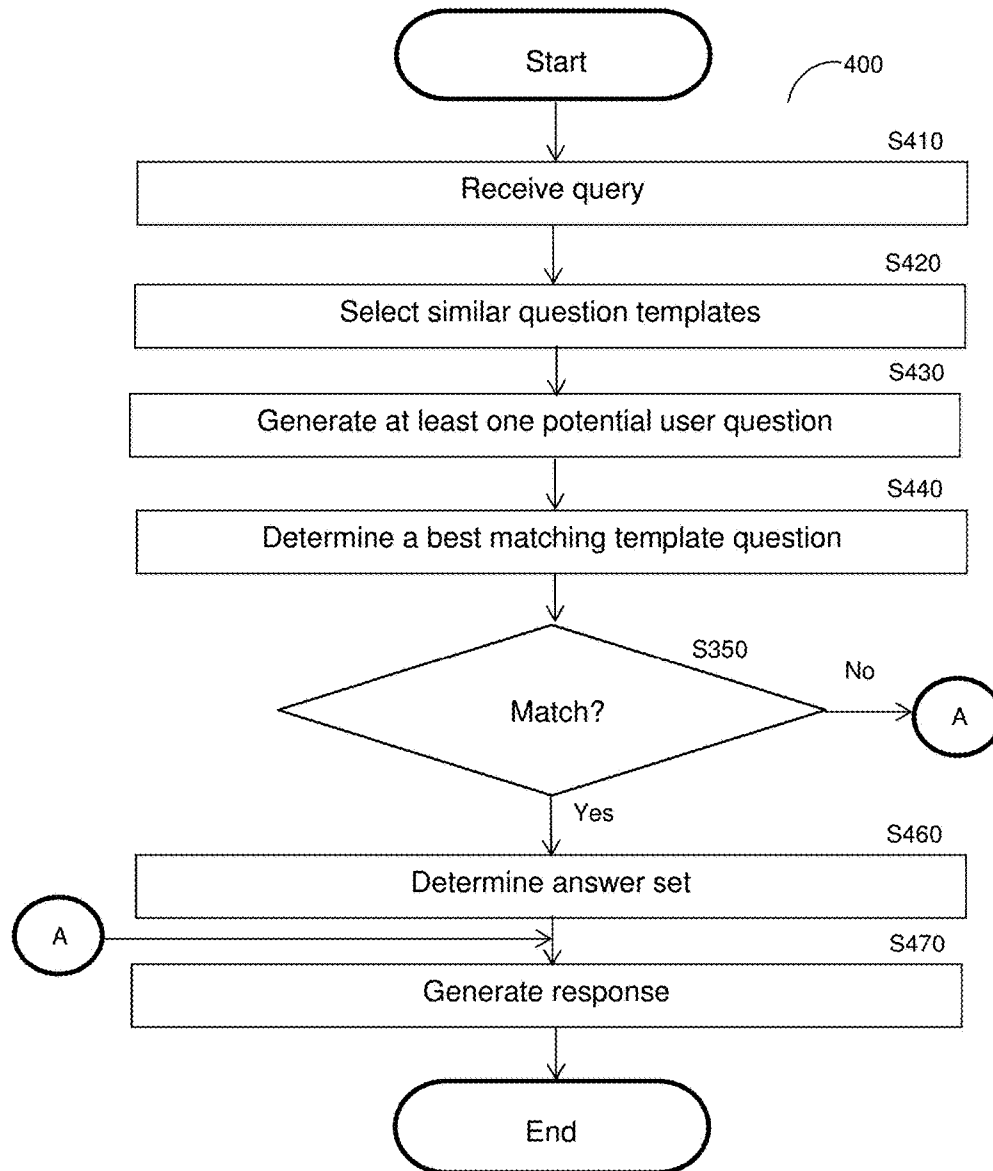 Start
400
S410
Receive query
S420
Select similar question templates
S430
Generate at least one potential user question
S440
Determine a best matching template question
S350
Match?
No
A
Yes
S460
Determine answer set
A
S470
Generate response
End